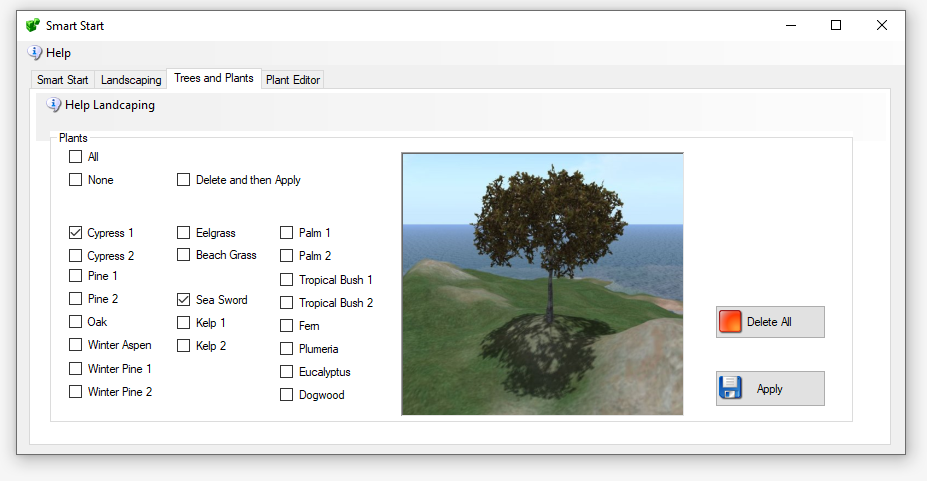 Smart Start
Help
Smart Start Landscaping Trees and Plants Plant Editor
Help Landcaping
Plants
All
None Delete and then Apply
Cypress 1 Eelgrass Palm 1
Cypress 2 Beach Grass Palm 2
Pine 1 Tropical Bush 1
Pine 2 Sea Sword Tropical Bush 2
Oak Kelp 1 Fern
Winter Aspen Kelp 2 Plumeria
Winter Pine 1 Eucalyptus
Winter Pine 2 Dogwood
Delete All
Apply